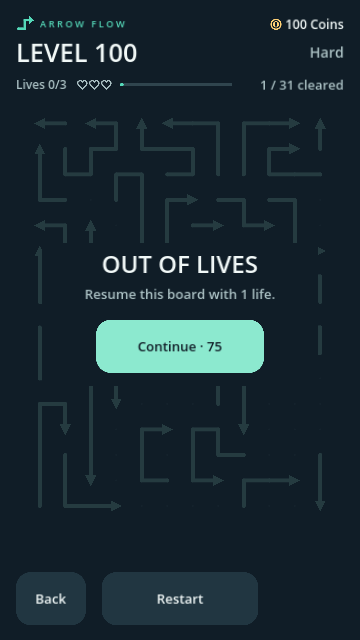 ARROW FLOW
100 Coins
LEVEL 100
Hard
Lives 0/3
1 / 31 cleared
OUT OF LIVES
Resume this board with 1 life.
Continue · 75
Back
Restart